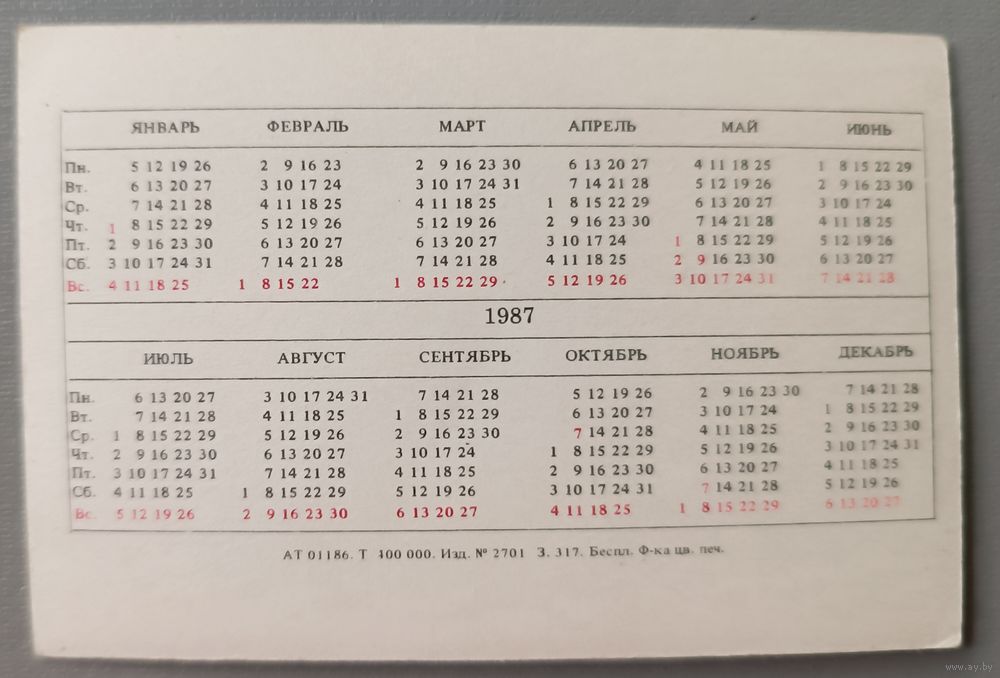 ЯНВАРЬ ФЕВРАЛЬ МАРТ АПРЕЛЬ МАЙ ИЮНЬ
Пн. 5 12 19 26 2 9 16 23 2 9 16 23 30 6 13 20 27 4 11 18 25 1 8 15 22 29
Вт. 6 13 20 27 3 10 17 24 3 10 17 24 31 7 14 21 28 5 12 19 26 2 9 16 23 30
Ср. 7 14 21 28 4 11 18 25 4 11 18 25 1 8 15 22 29 6 13 20 27 3 10 17 24
Чт. 1 8 15 22 29 5 12 19 26 5 12 19 26 2 9 16 23 30 7 14 21 28 4 11 18 25
Пт. 2 9 16 23 30 6 13 20 27 6 13 20 27 3 10 17 24 1 8 15 22 29 5 12 19 26
Сб. 3 10 17 24 31 7 14 21 28 7 14 21 28 4 11 18 25 2 9 16 23 30 6 13 20 27
Вс. 4 11 18 25 1 8 15 22 1 8 15 22 29 5 12 19 26 3 10 17 24 31 7 14 21 28
1987
ИЮЛЬ АВГУСТ СЕНТЯБРЬ ОКТЯБРЬ НОЯБРЬ ДЕКАБРЬ
Пн. 6 13 20 27 3 10 17 24 31 7 14 21 28 5 12 19 26 2 9 16 23 30 7 14 21 28
Вт. 7 14 21 28 4 11 18 25 1 8 15 22 29 6 13 20 27 3 10 17 24 1 8 15 22 29
Ср. 1 8 15 22 29 5 12 19 26 2 9 16 23 30 7 14 21 28 4 11 18 25 2 9 16 23 30
Чт. 2 9 16 23 30 6 13 20 27 3 10 17 24 1 8 15 22 29 5 12 19 26 3 10 17 24 31
Пт. 3 10 17 24 31 7 14 21 28 4 11 18 25 2 9 16 23 30 6 13 20 27 4 11 18 25
Сб. 4 11 18 25 1 8 15 22 29 5 12 19 26 3 10 17 24 31 7 14 21 28 5 12 19 26
Вс. 5 12 19 26 2 9 16 23 30 6 13 20 27 4 11 18 25 1 8 15 22 29 6 13 20 27
АТ 01186. Т 400 000. Изд. № 2701 З. 317. Беспл. Ф-ка цв. печ.
www.ay.by